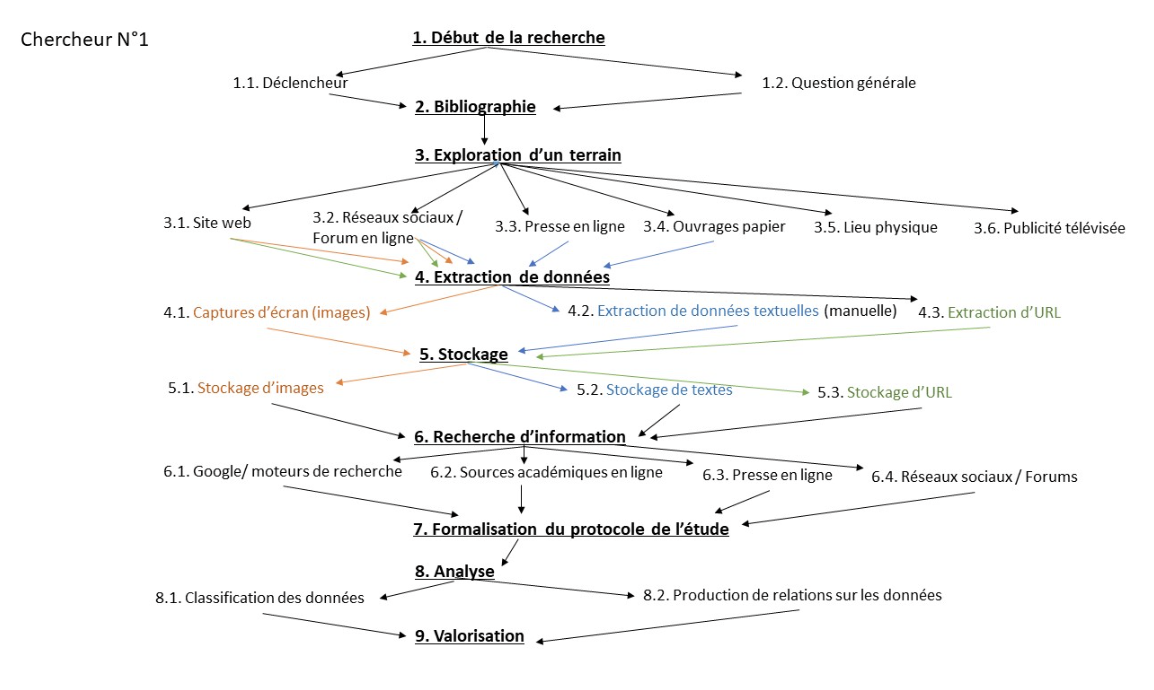 Chercheur N°1
1. Début de la recherche
1.1. Déclencheur
1.2. Question générale
2. Bibliographie
3. Exploration d'un terrain
3.1. Site web
3.2. Réseaux sociaux /
Forum en ligne
3.3. Presse en ligne
3.4. Ouvrages papier
3.5. Lieu physique
3.6. Publicité télévisée
4. Extraction de données
4.1. Captures d'écran (images)
4.2. Extraction de données textuelles (manuelle)
4.3. Extraction d'URL
5. Stockage
5.1. Stockage d'images
5.2. Stockage de textes
5.3. Stockage d'URL
6. Recherche d'information
6.1. Google/ moteurs de recherche
6.2. Sources académiques en ligne
6.3. Presse en ligne
6.4. Réseaux sociaux / Forums
7. Formalisation du protocole de l'étude
8. Analyse
8.1. Classification des données
8.2. Production de relations sur les données
9. Valorisation